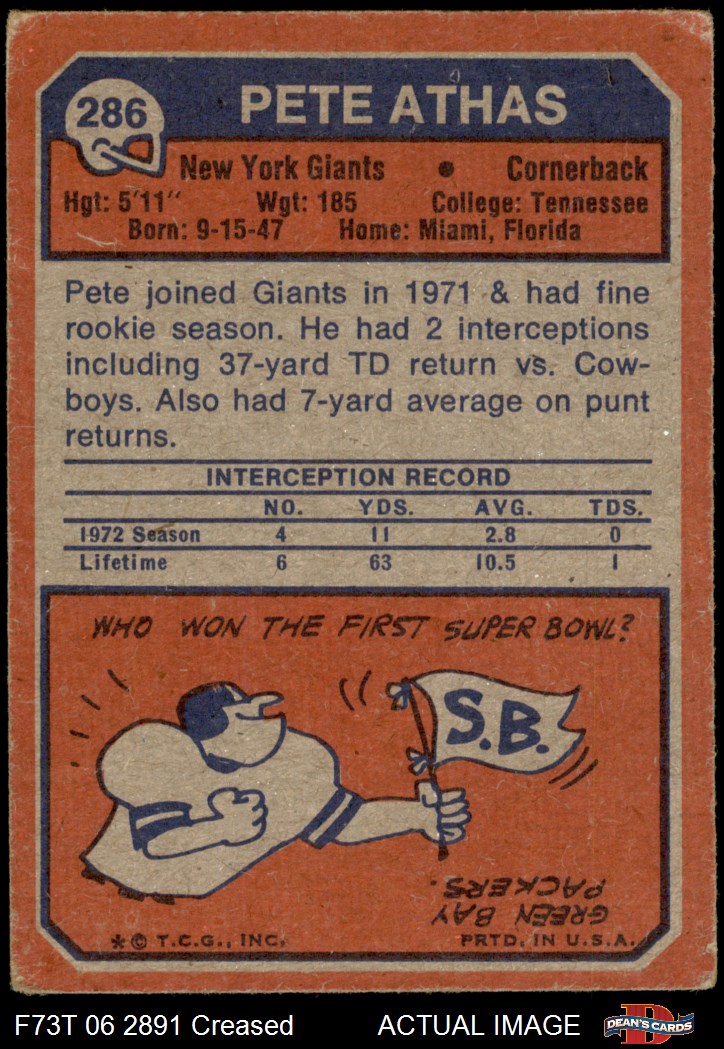 286
PETE ATHAS
New York Giants • Cornerback
Hgt: 5'11" Wgt: 185 College: Tennessee
Born: 9-15-47 Home: Miami, Florida
Pete joined Giants in 1971 & had fine
rookie season. He had 2 interceptions
including 37-yard TD return vs. Cow-
boys. Also had 7-yard average on punt
returns.
INTERCEPTION RECORD
NO. YDS. AVG. TDS.
1972 Season 4 11 2.8 0
Lifetime 6 63 10.5 1
WHO WON THE FIRST SUPER BOWL?
S.B.
GREEN BAY
PACKERS.
*© T.C.G., INC. PRTD. IN U.S.A.
F73T 06 2891 Creased ACTUAL IMAGE
D
DEAN'S CARDS